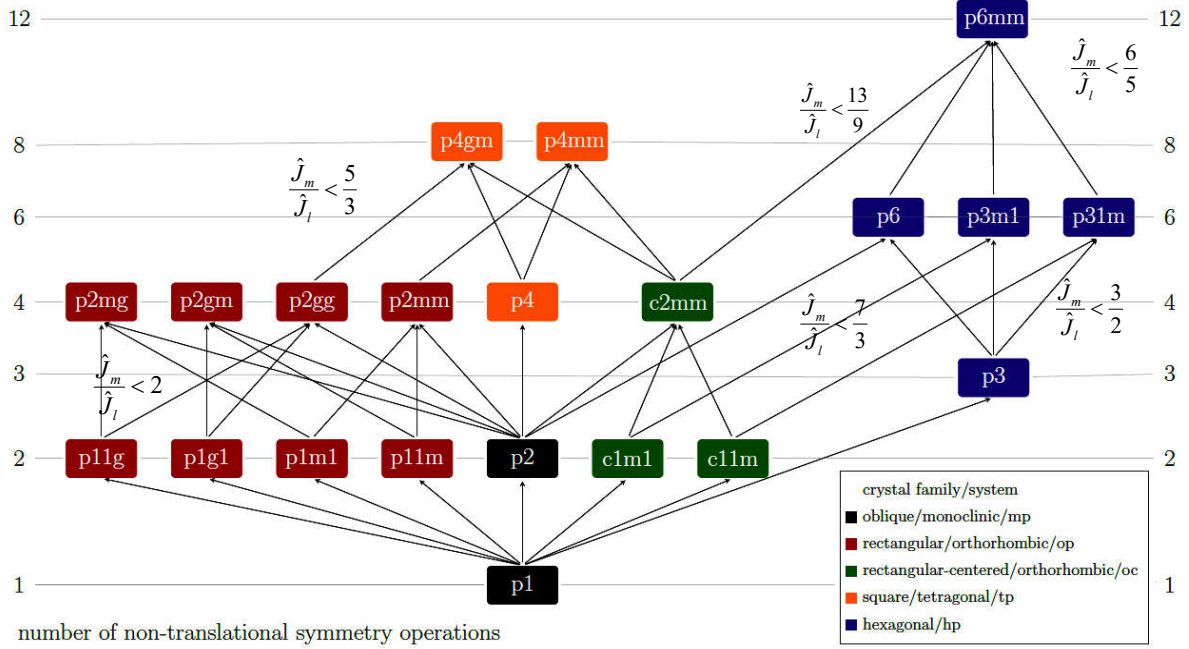 12
p6mm
12
Ĵm/Ĵl < 6/5
Ĵm/Ĵl < 13/9
8
p4gm
p4mm
8
Ĵm/Ĵl < 5/3
6
p6
p3m1
p31m
6
4
p2mg
p2gm
p2gg
p2mm
p4
c2mm
4
Ĵm/Ĵl < 7/3
Ĵm/Ĵl < 3/2
3
Ĵm/Ĵl < 2
p3
3
2
p11g
p1g1
p1m1
p11m
p2
c1m1
c11m
2
crystal family/system
oblique/monoclinic/mp
rectangular/orthorhombic/op
rectangular-centered/orthorhombic/oc
square/tetragonal/tp
hexagonal/hp
1
p1
1
number of non-translational symmetry operations